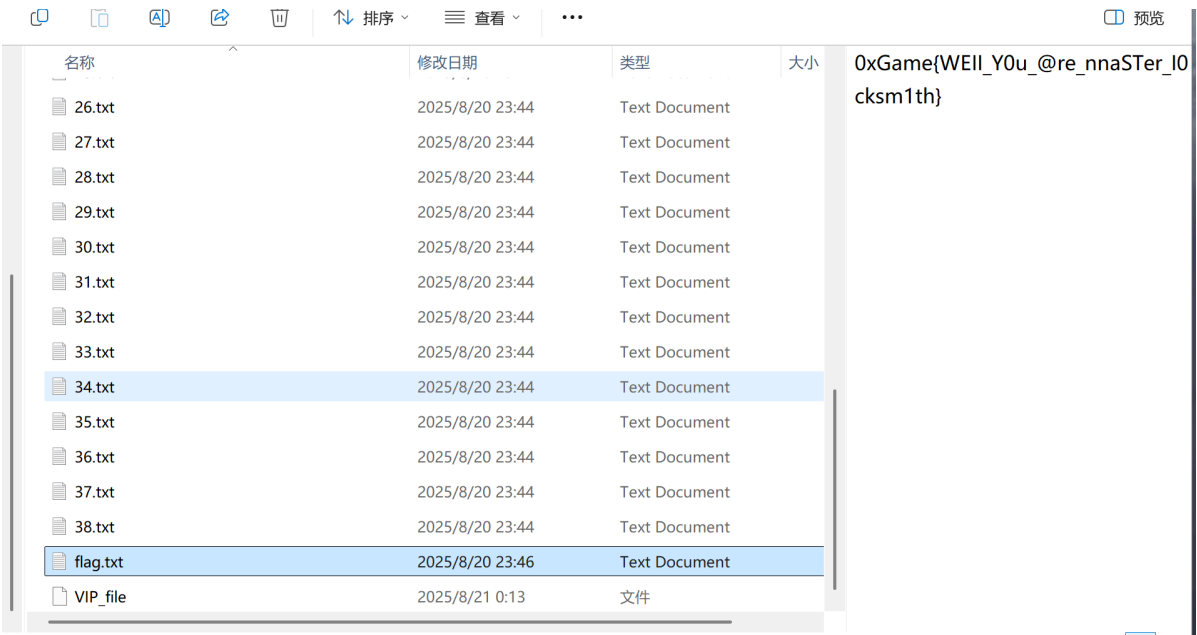 排序 查看 预览
名称 修改日期 类型 大小
26.txt 2025/8/20 23:44 Text Document
27.txt 2025/8/20 23:44 Text Document
28.txt 2025/8/20 23:44 Text Document
29.txt 2025/8/20 23:44 Text Document
30.txt 2025/8/20 23:44 Text Document
31.txt 2025/8/20 23:44 Text Document
32.txt 2025/8/20 23:44 Text Document
33.txt 2025/8/20 23:44 Text Document
34.txt 2025/8/20 23:44 Text Document
35.txt 2025/8/20 23:44 Text Document
36.txt 2025/8/20 23:44 Text Document
37.txt 2025/8/20 23:44 Text Document
38.txt 2025/8/20 23:44 Text Document
flag.txt 2025/8/20 23:46 Text Document
VIP_file 2025/8/21 0:13 文件
0xGame{WEll_Y0u_@re_nnaSTer_l0
cksm1th}